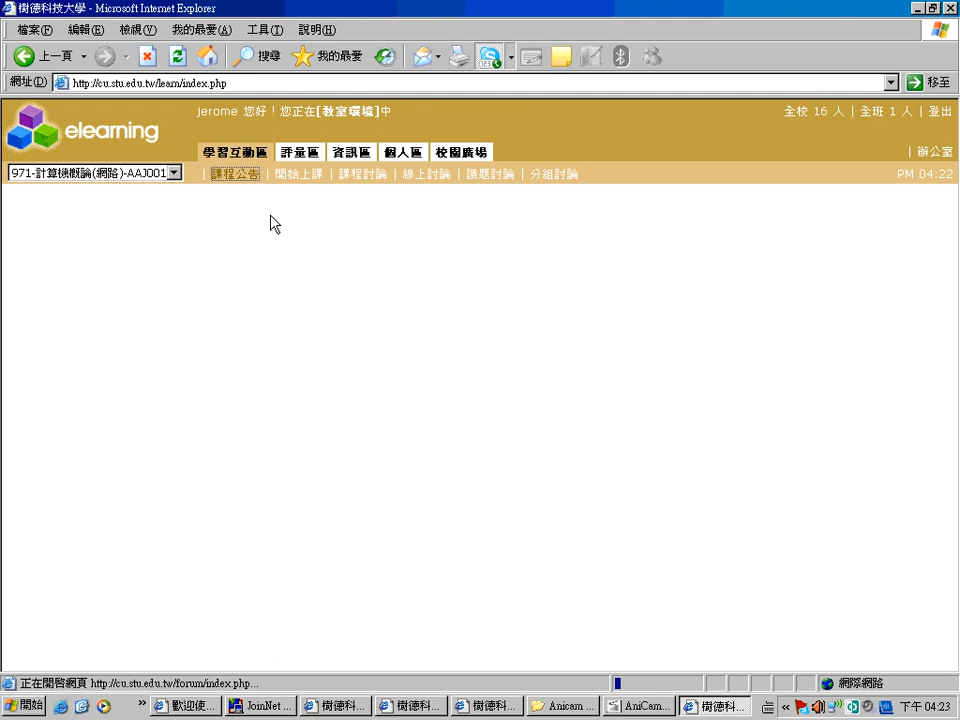 樹德科技大學 - Microsoft Internet Explorer
檔案(F) 編輯(E) 檢視(V) 我的最愛(A) 工具(T) 說明(H)
上一頁 搜尋 我的最愛
網址(D) http://cu.stu.edu.tw/learn/index.php 移至
elearning
jerome 您好！您正在[教室環境]中 全校 16 人 | 全班 1 人 | 登出
學習互動區 評量區 資訊區 個人區 校園廣場 | 辦公室
971-計算機概論(網路)-AAJ001 | 課程公告 | 開始上課 | 課程討論 | 線上討論 | 議題討論 | 分組討論 PM 04:22
正在開啟網頁 http://cu.stu.edu.tw/forum/index.php... 網際網路
開始 » 歡迎使... JoinNet ... 樹德科... 樹德科... 樹德科... Anicam ... AniCam... 樹德科... « 下午 04:23